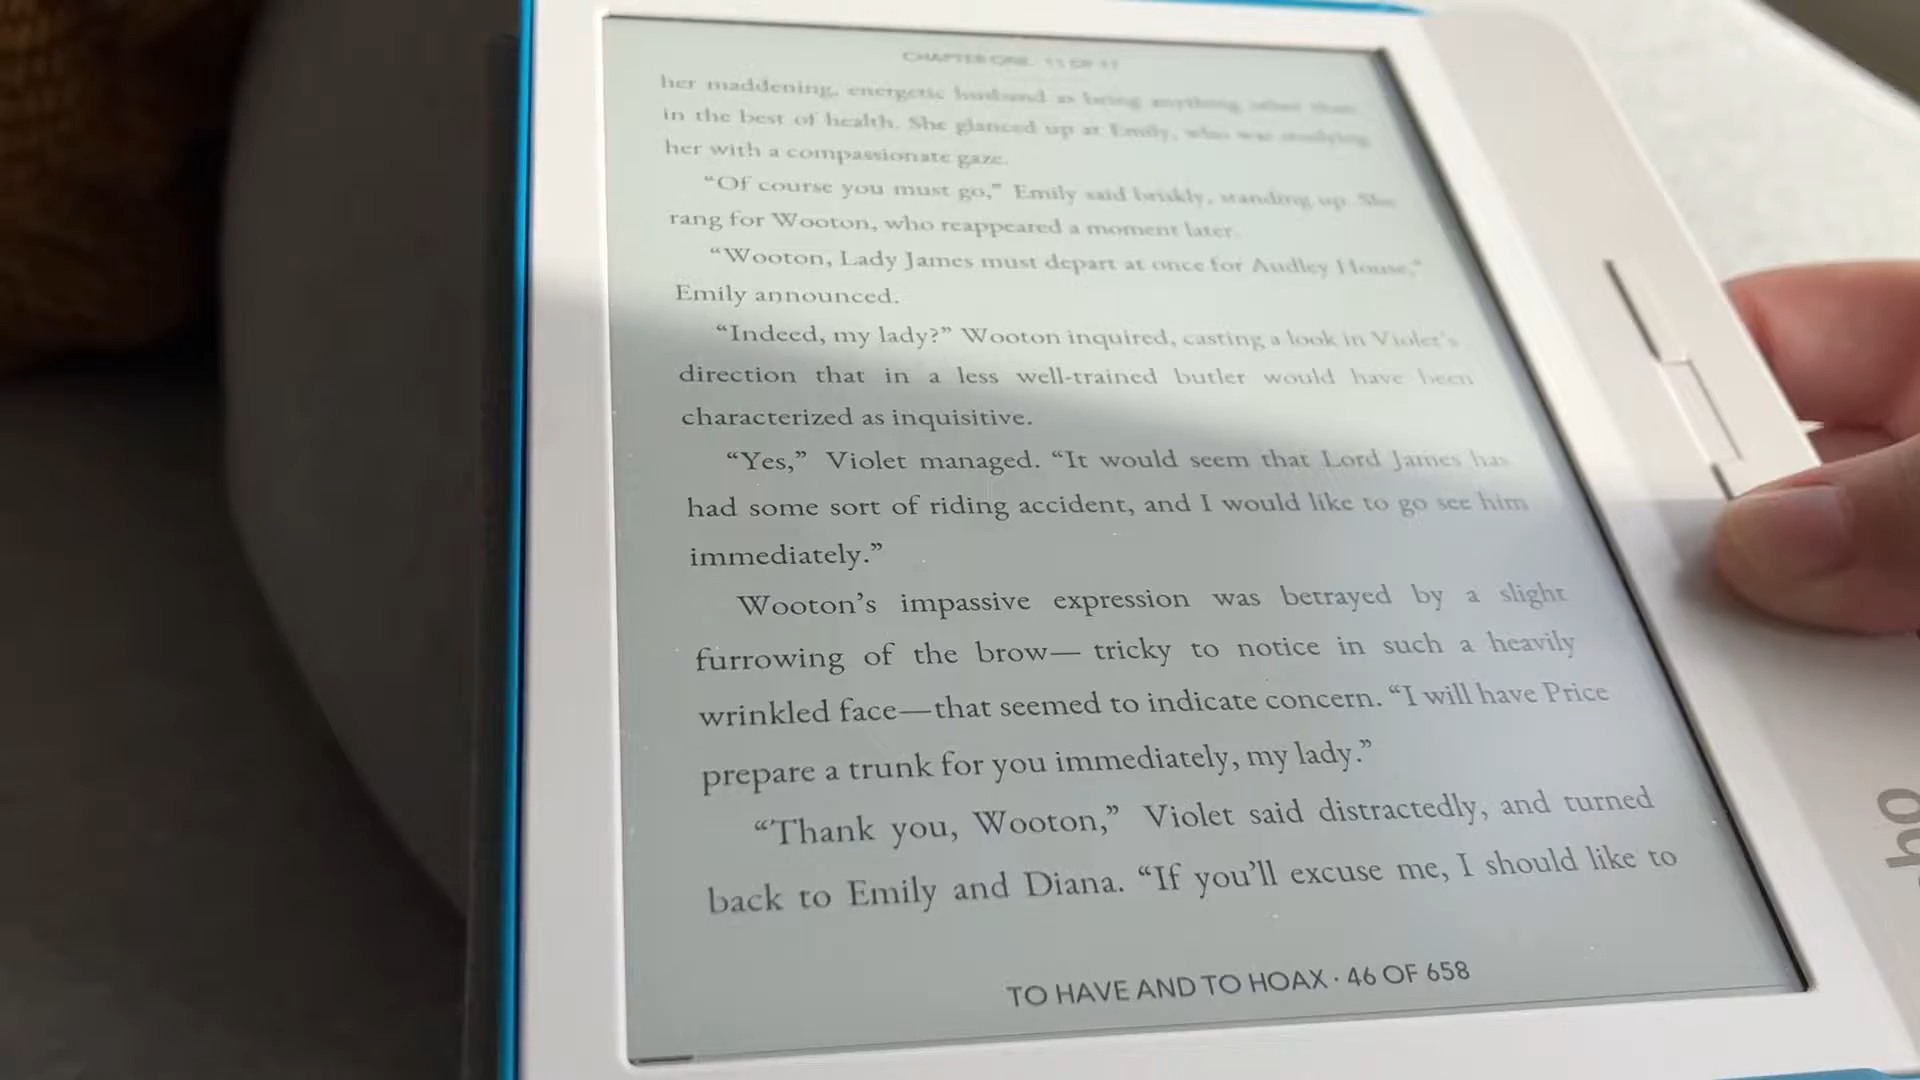 CHAPTER ONE · 11 OF 11
her maddening, energetic husband as being anything other than
in the best of health. She glanced up at Emily, who was studying
her with a compassionate gaze.
“Of course you must go,” Emily said briskly, standing up. She
rang for Wooton, who reappeared a moment later.
“Wooton, Lady James must depart at once for Audley House,”
Emily announced.
“Indeed, my lady?” Wooton inquired, casting a look in Violet’s
direction that in a less well-trained butler would have been
characterized as inquisitive.
“Yes,” Violet managed. “It would seem that Lord James has
had some sort of riding accident, and I would like to go see him
immediately.”
Wooton’s impassive expression was betrayed by a slight
furrowing of the brow— tricky to notice in such a heavily
wrinkled face—that seemed to indicate concern. “I will have Price
prepare a trunk for you immediately, my lady.”
“Thank you, Wooton,” Violet said distractedly, and turned
back to Emily and Diana. “If you’ll excuse me, I should like to
TO HAVE AND TO HOAX · 46 OF 658